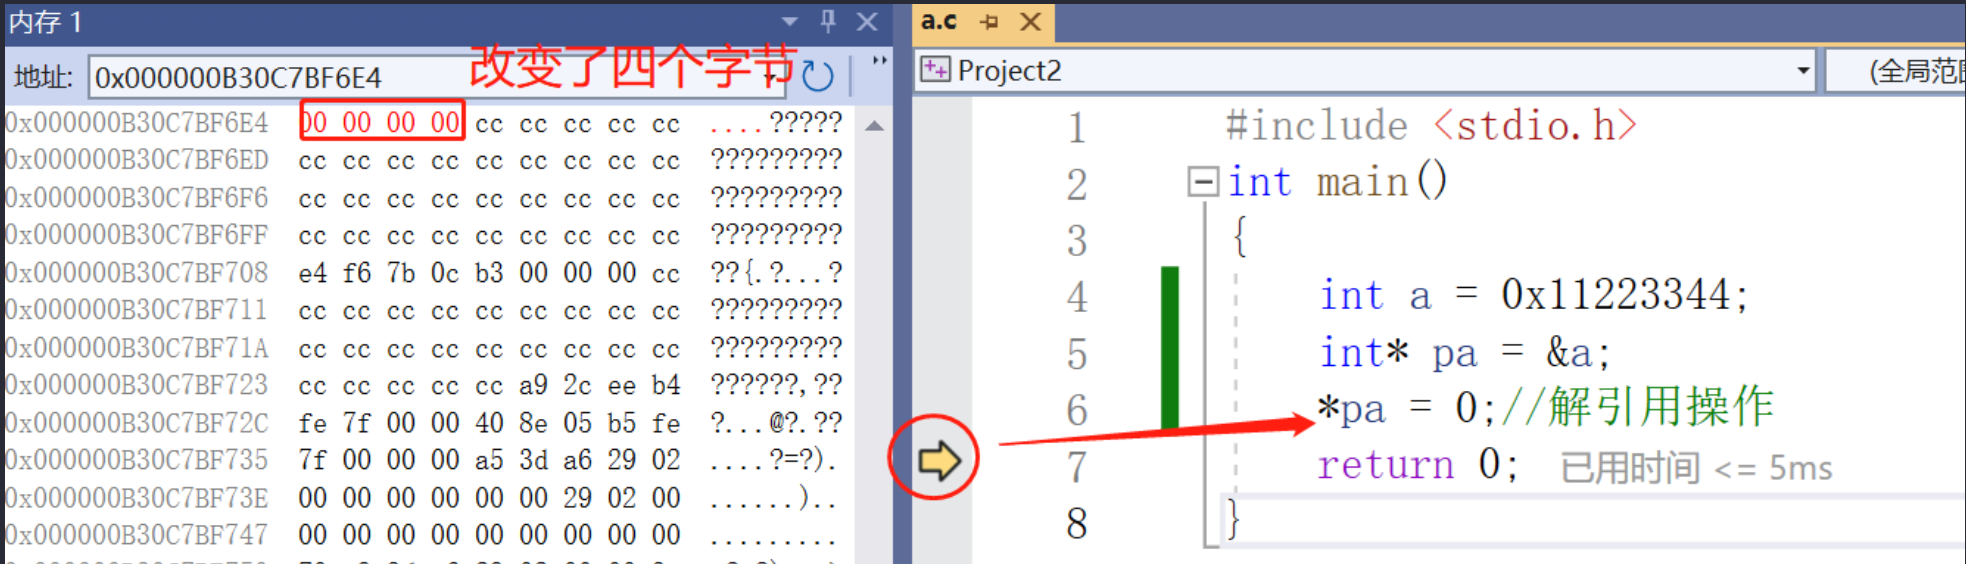 内存 1
地址: 0x000000B30C7BF6E4
改变了四个字节
0x000000B30C7BF6E4 00 00 00 00 cc cc cc cc cc ....?????
0x000000B30C7BF6ED cc cc cc cc cc cc cc cc cc ?????????
0x000000B30C7BF6F6 cc cc cc cc cc cc cc cc cc ?????????
0x000000B30C7BF6FF cc cc cc cc cc cc cc cc cc ?????????
0x000000B30C7BF708 e4 f6 7b 0c b3 00 00 00 cc ??{.?...?
0x000000B30C7BF711 cc cc cc cc cc cc cc cc cc ?????????
0x000000B30C7BF71A cc cc cc cc cc cc cc cc cc ?????????
0x000000B30C7BF723 cc cc cc cc cc a9 2c ee b4 ??????,??
0x000000B30C7BF72C fe 7f 00 00 40 8e 05 b5 fe ?...@?.??
0x000000B30C7BF735 7f 00 00 00 a5 3d a6 29 02 ....?=?).
0x000000B30C7BF73E 00 00 00 00 00 00 29 02 00 ......)..
0x000000B30C7BF747 00 00 00 00 00 00 00 00 00 .........
a.c
Project2
(全局范围
1 #include <stdio.h>
2 int main()
3 {
4 int a = 0x11223344;
5 int* pa = &a;
6 *pa = 0;//解引用操作
7 return 0; 已用时间 <= 5ms
8 }